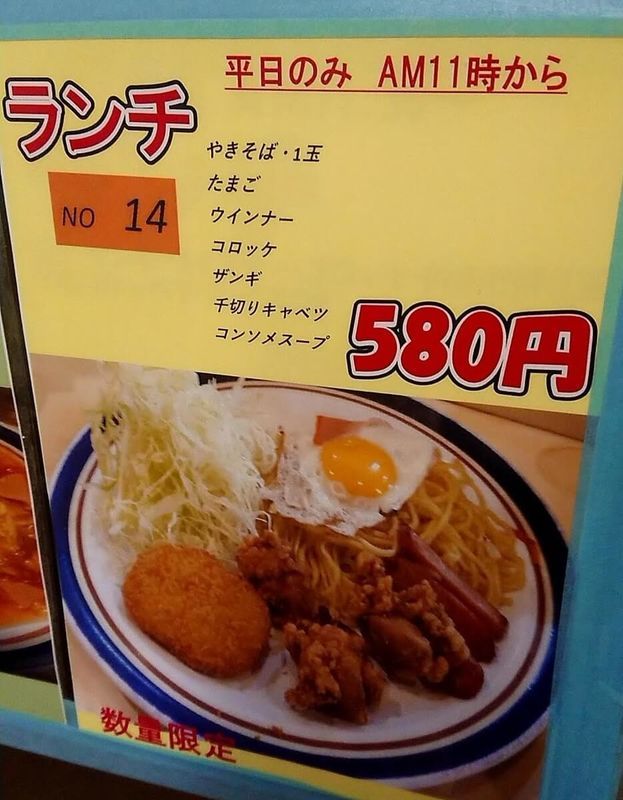 平日のみ AM11時から
ランチ
NO 14
やきそば・1玉
たまご
ウインナー
コロッケ
ザンギ
千切りキャベツ
コンソメスープ
580円
数量限定